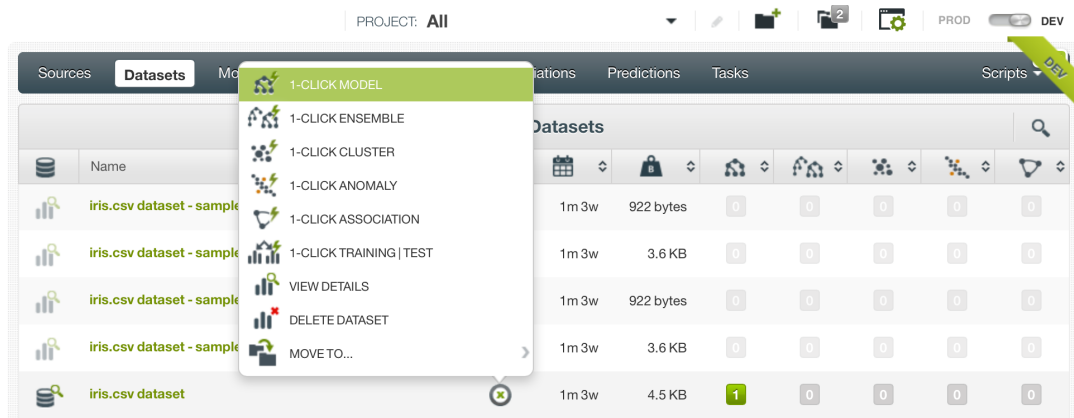 PROJECT: All
2
PROD DEV
DEV
Sources Datasets Mo iations Predictions Tasks Scripts
Datasets
Name
B
iris.csv dataset - sample 1m 3w 922 bytes 0 0 0 0 0
iris.csv dataset - sample 1m 3w 3.6 KB 0 0 0 0 0
iris.csv dataset - sample 1m 3w 922 bytes 0 0 0 0 0
iris.csv dataset - sample 1m 3w 3.6 KB 0 0 0 0 0
iris.csv dataset 1m 3w 4.5 KB 1 0 0 0 0
1-CLICK MODEL
1-CLICK ENSEMBLE
1-CLICK CLUSTER
1-CLICK ANOMALY
1-CLICK ASSOCIATION
1-CLICK TRAINING | TEST
VIEW DETAILS
DELETE DATASET
MOVE TO...